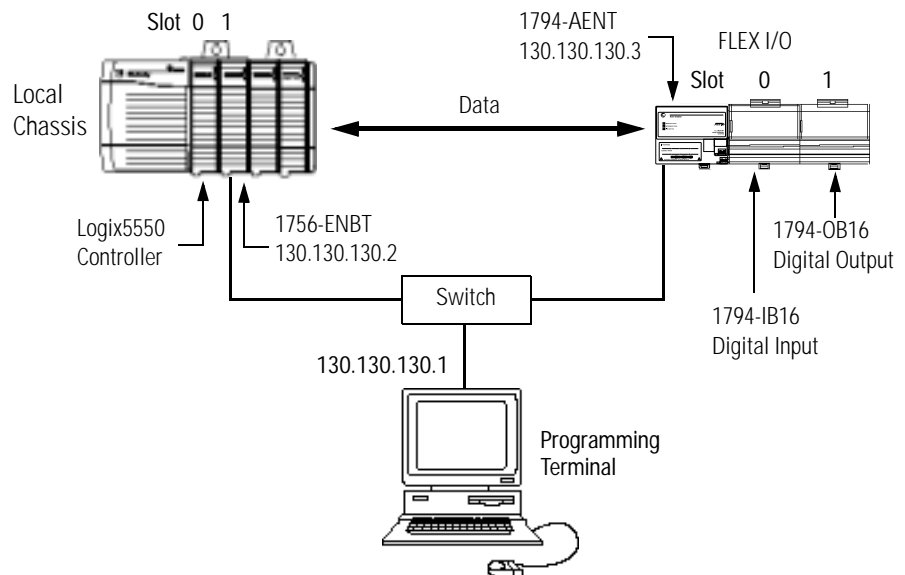 Slot 0 1
1794-AENT
130.130.130.3
FLEX I/O
Slot 0 1
Local
Chassis
Data
Logix5550
Controller
1756-ENBT
130.130.130.2
1794-OB16
Digital Output
Switch
1794-IB16
Digital Input
130.130.130.1
Programming
Terminal